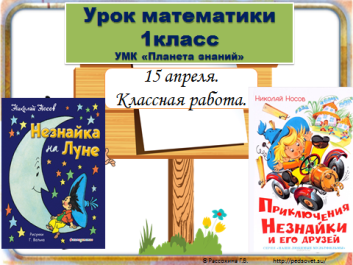 Урок математики
1класс
УМК «Планета знаний»
15 апреля.
Классная работа.
Николай Носов
Незнайка
на
Луне
Николай Носов
ПРИКЛЮЧЕНИЯ
НЕЗНАЙКИ
И ЕГО ДРУЗЕЙ
http://pedsovet.su/